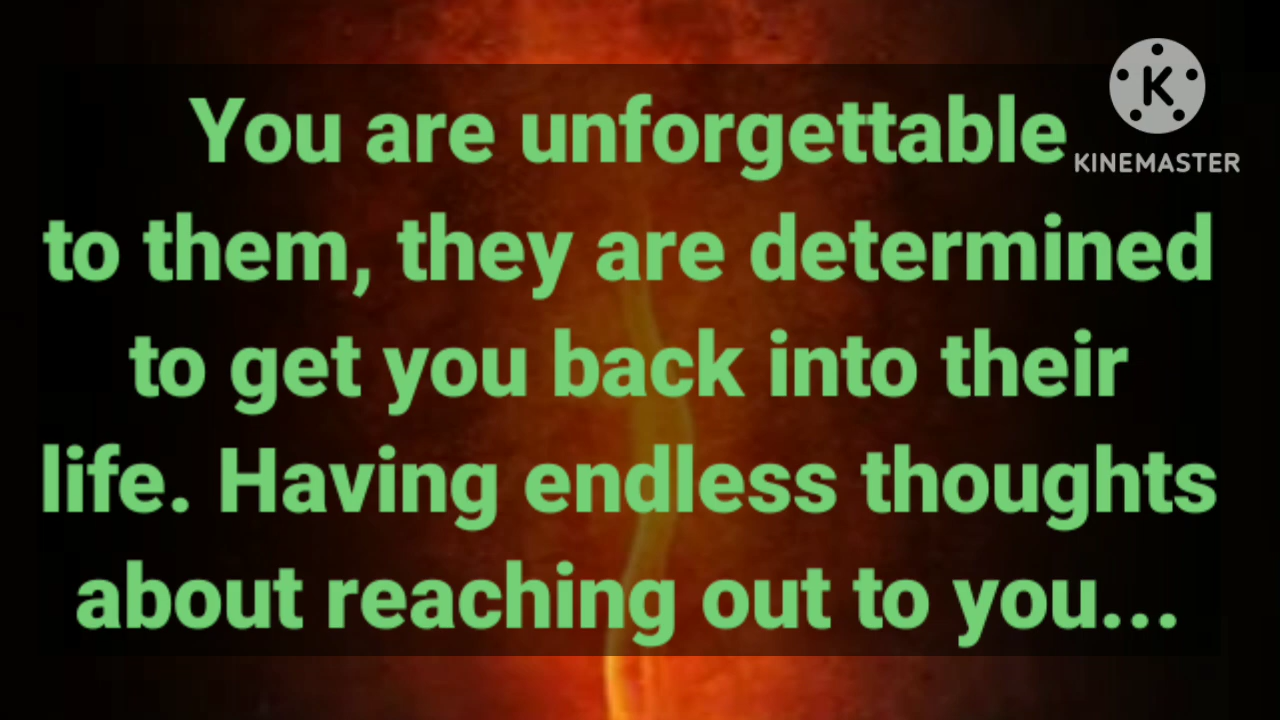 You are unforgettable
to them, they are determined
to get you back into their
life. Having endless thoughts
about reaching out to you...
K
KINEMASTER